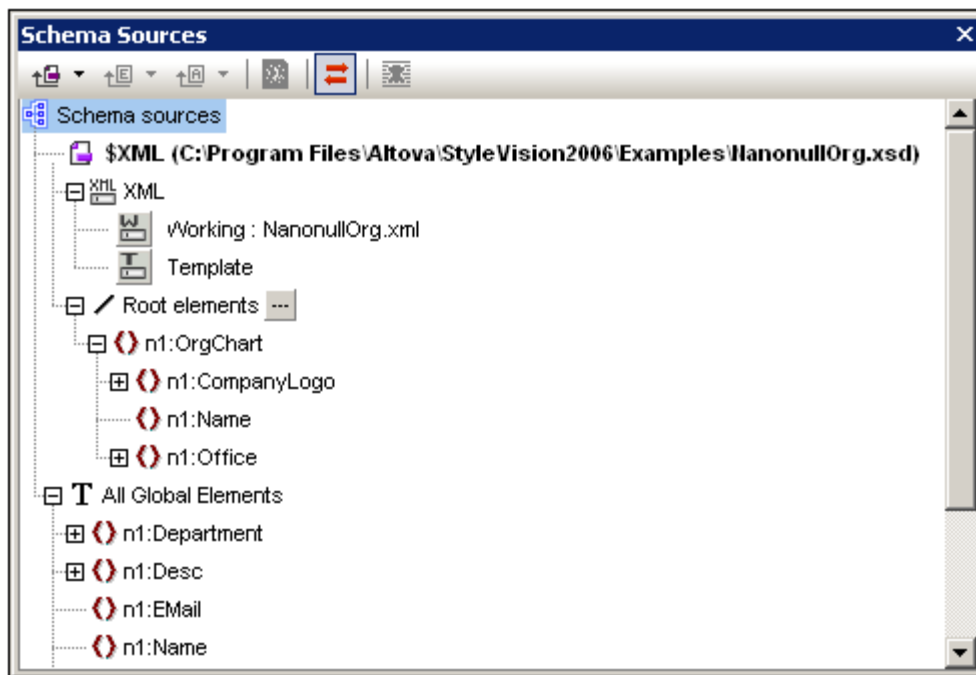 Schema Sources
E A
Schema sources
$XML (C:\Program Files\Altova\StyleVision2006\Examples\NanonullOrg.xsd)
XML XML
W Working : NanonullOrg.xml
T Template
Root elements ...
n1:OrgChart
n1:CompanyLogo
n1:Name
n1:Office
T All Global Elements
n1:Department
n1:Desc
n1:EMail
n1:Name